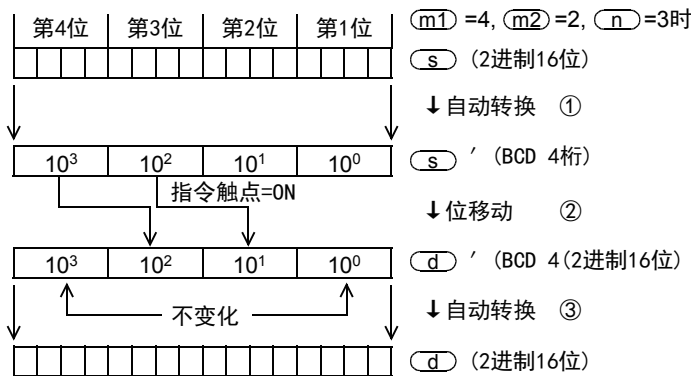 第4位 第3位 第2位 第1位 m1 =4, m2 =2, n =3时
s (2进制16位)
↓自动转换 ①
10³ 10² 10¹ 10⁰ s ′ (BCD 4桁)
指令触点=ON
↓位移动 ②
10³ 10² 10¹ 10⁰ d ′ (BCD 4(2进制16位)
不变化 ↓自动转换 ③
d (2进制16位)